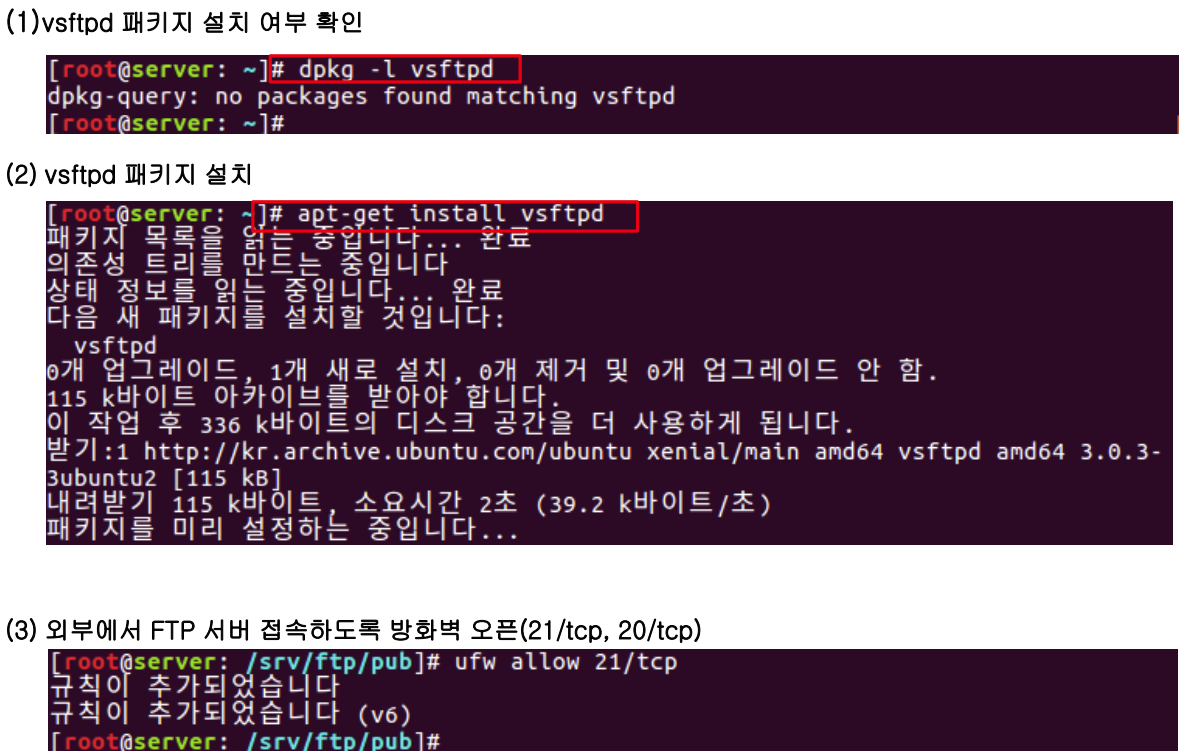 (1)vsftpd 패키지 설치 여부 확인
[root@server: ~]# dpkg -l vsftpd
dpkg-query: no packages found matching vsftpd
[root@server: ~]#
(2) vsftpd 패키지 설치
[root@server: ~]# apt-get install vsftpd
패키지 목록을 읽는 중입니다... 완료
의존성 트리를 만드는 중입니다
상태 정보를 읽는 중입니다... 완료
다음 새 패키지를 설치할 것입니다:
vsftpd
0개 업그레이드, 1개 새로 설치, 0개 제거 및 0개 업그레이드 안 함.
115 k바이트 아카이브를 받아야 합니다.
이 작업 후 336 k바이트의 디스크 공간을 더 사용하게 됩니다.
받기:1 http://kr.archive.ubuntu.com/ubuntu xenial/main amd64 vsftpd amd64 3.0.3-
3ubuntu2 [115 kB]
내려받기 115 k바이트, 소요시간 2초 (39.2 k바이트/초)
패키지를 미리 설정하는 중입니다...
(3) 외부에서 FTP 서버 접속하도록 방화벽 오픈(21/tcp, 20/tcp)
[root@server: /srv/ftp/pub]# ufw allow 21/tcp
규칙이 추가되었습니다
규칙이 추가되었습니다 (v6)
[root@server: /srv/ftp/pub]#